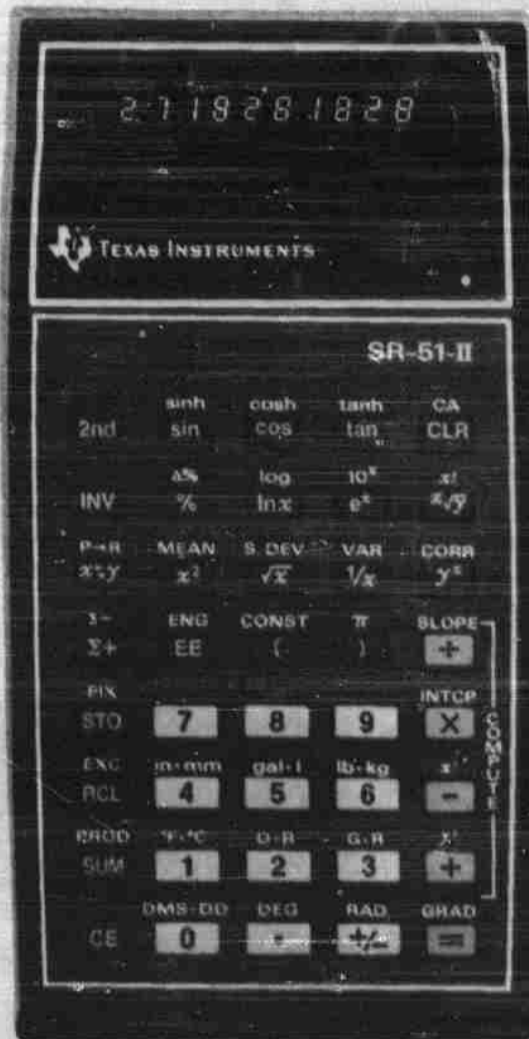 2.718281828
TEXAS INSTRUMENTS
SR-51-II
sinh cosh tanh CA
2nd sin cos tan CLR
Δ% log 10ˣ x!
INV % lnx eˣ ˣ√y
P→R MEAN S.DEV VAR CORR
x:y x² √x 1/x yˣ
Σ- ENG CONST π SLOPE
Σ+ EE ( ) ÷
FIX INTCP
STO 7 8 9 X
COMPUTE
EXC in-mm gal-l lb-kg
RCL 4 5 6 -
PROD °F-°C D-R G-R
SUM 1 2 3 +
DMS-DD DEG RAD GRAD
CE 0 . +/- =